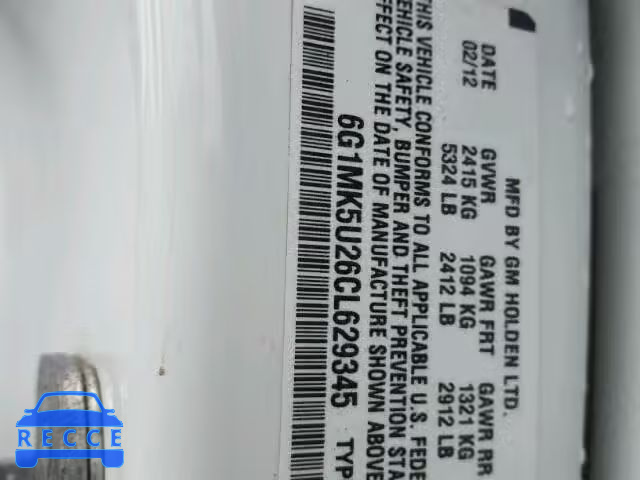 MFD BY GM HOLDEN LTD.
DATE GVWR GAWR FRT GAWR RR
02/12 2415 KG 1094 KG 1321 KG
5324 LB 2412 LB 2912 LB
THIS VEHICLE CONFORMS TO ALL APPLICABLE U.S. FEDE
VEHICLE SAFETY, BUMPER AND THEFT PREVENTION STA
EFFECT ON THE DATE OF MANUFACTURE SHOWN ABOVE
6G1MK5U26CL629345 TYP
RECCE